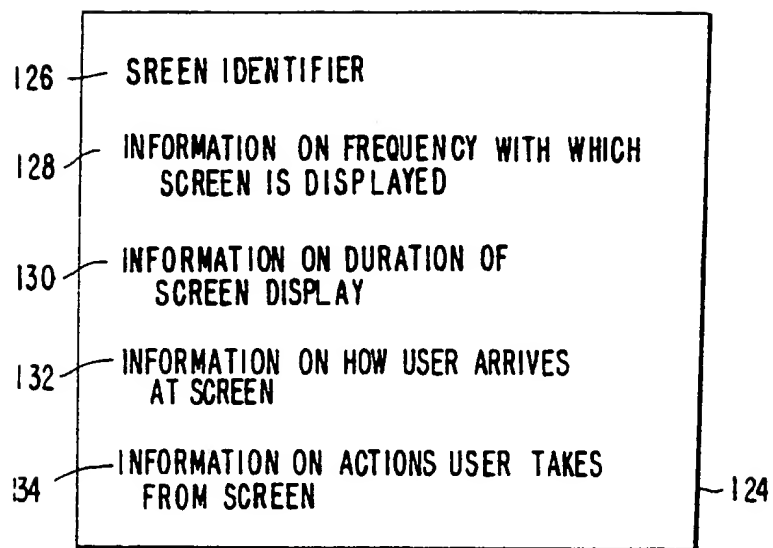 126 SREEN IDENTIFIER
128 INFORMATION ON FREQUENCY WITH WHICH
SCREEN IS DISPLAYED
130 INFORMATION ON DURATION OF
SCREEN DISPLAY
132 INFORMATION ON HOW USER ARRIVES
AT SCREEN
134 INFORMATION ON ACTIONS USER TAKES
FROM SCREEN
124